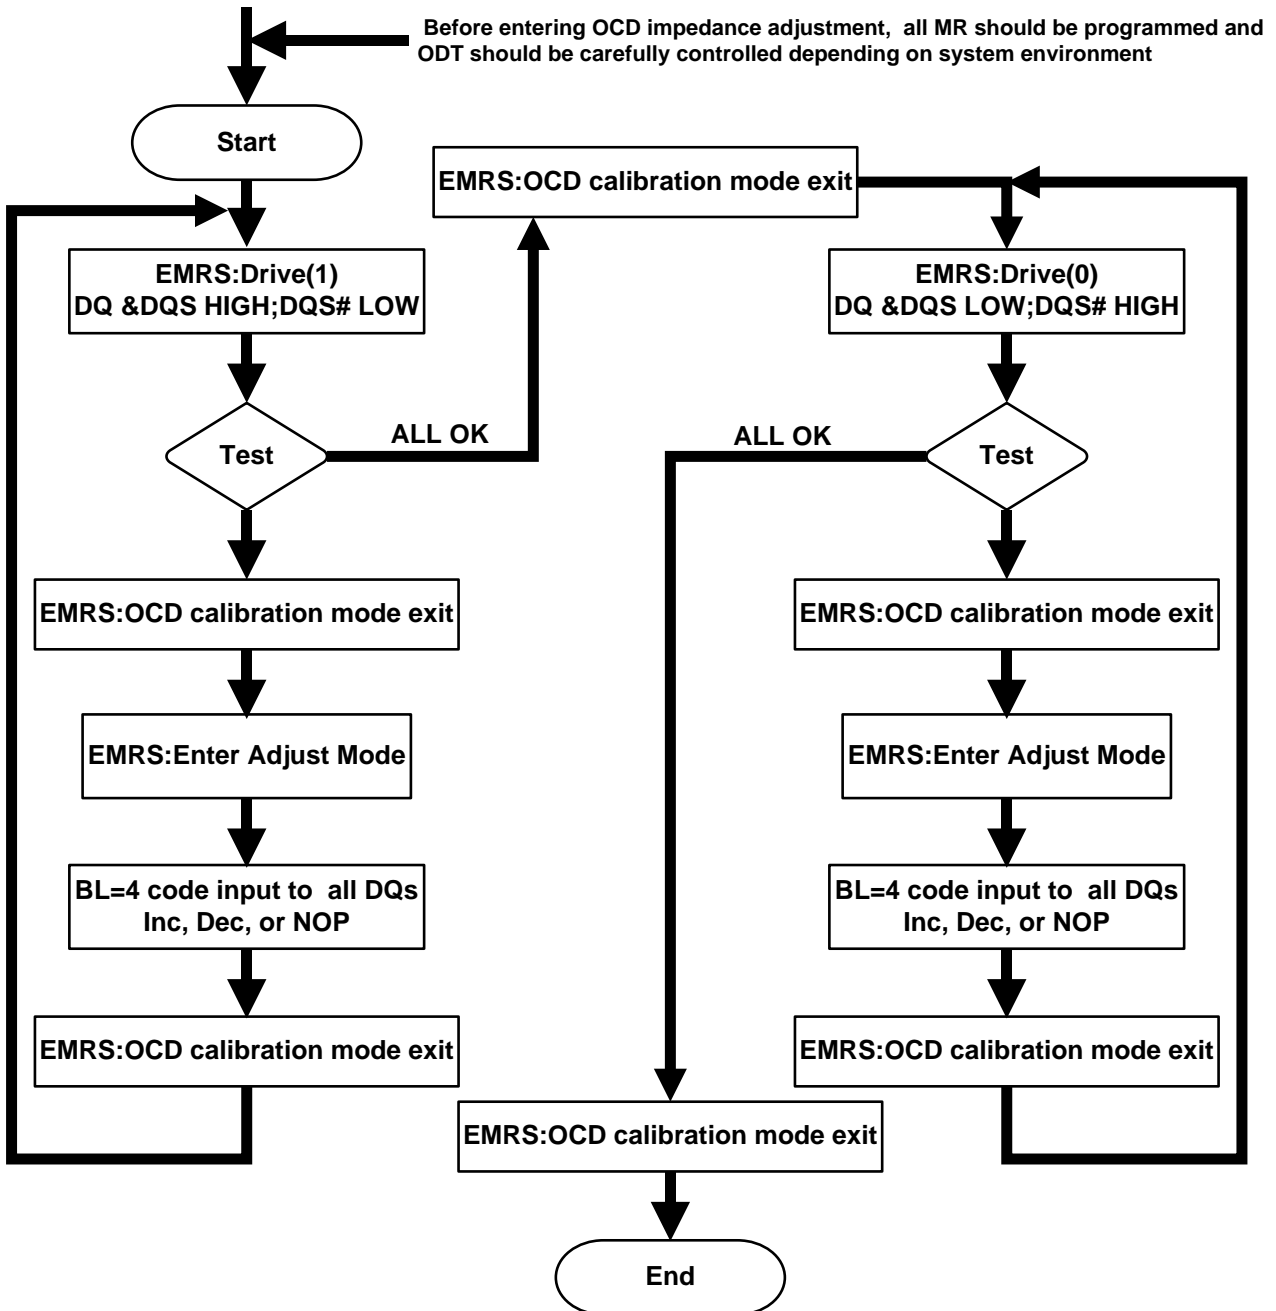 Before entering OCD impedance adjustment, all MR should be programmed and
ODT should be carefully controlled depending on system environment
Start
EMRS:OCD calibration mode exit
EMRS:Drive(1)
DQ &DQS HIGH;DQS# LOW
EMRS:Drive(0)
DQ &DQS LOW;DQS# HIGH
Test
ALL OK
ALL OK
Test
EMRS:OCD calibration mode exit
EMRS:OCD calibration mode exit
EMRS:Enter Adjust Mode
EMRS:Enter Adjust Mode
BL=4 code input to all DQs
Inc, Dec, or NOP
BL=4 code input to all DQs
Inc, Dec, or NOP
EMRS:OCD calibration mode exit
EMRS:OCD calibration mode exit
EMRS:OCD calibration mode exit
End